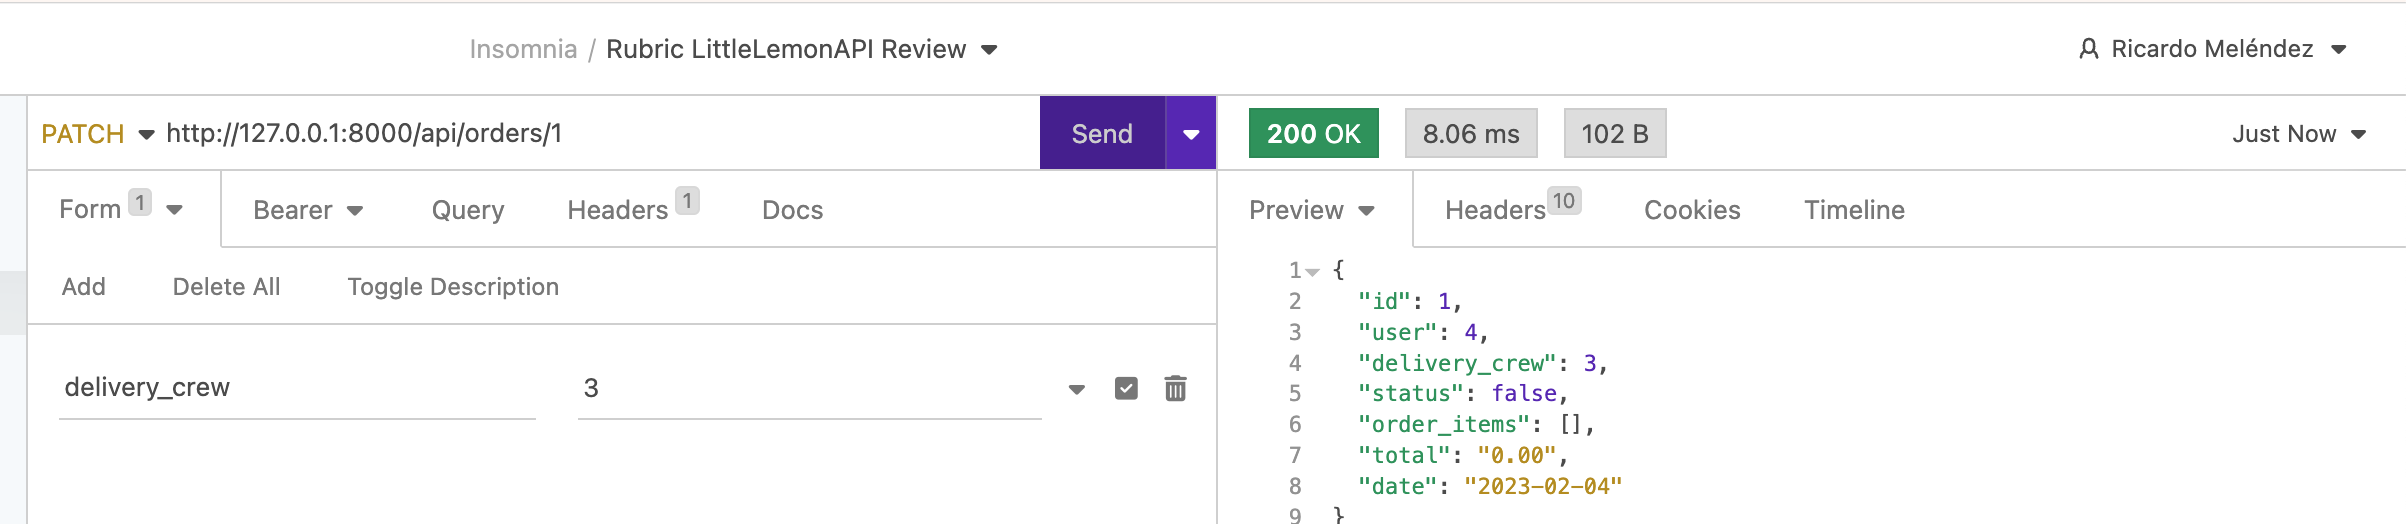 Insomnia / Rubric LittleLemonAPI Review
Ricardo Meléndez
PATCH http://127.0.0.1:8000/api/orders/1
Send
200 OK
8.06 ms
102 B
Just Now
Form 1
Bearer
Query
Headers 1
Docs
Add
Delete All
Toggle Description
delivery_crew
3
Preview
Headers 10
Cookies
Timeline
1 {
2 "id": 1,
3 "user": 4,
4 "delivery_crew": 3,
5 "status": false,
6 "order_items": [],
7 "total": "0.00",
8 "date": "2023-02-04"
9 }